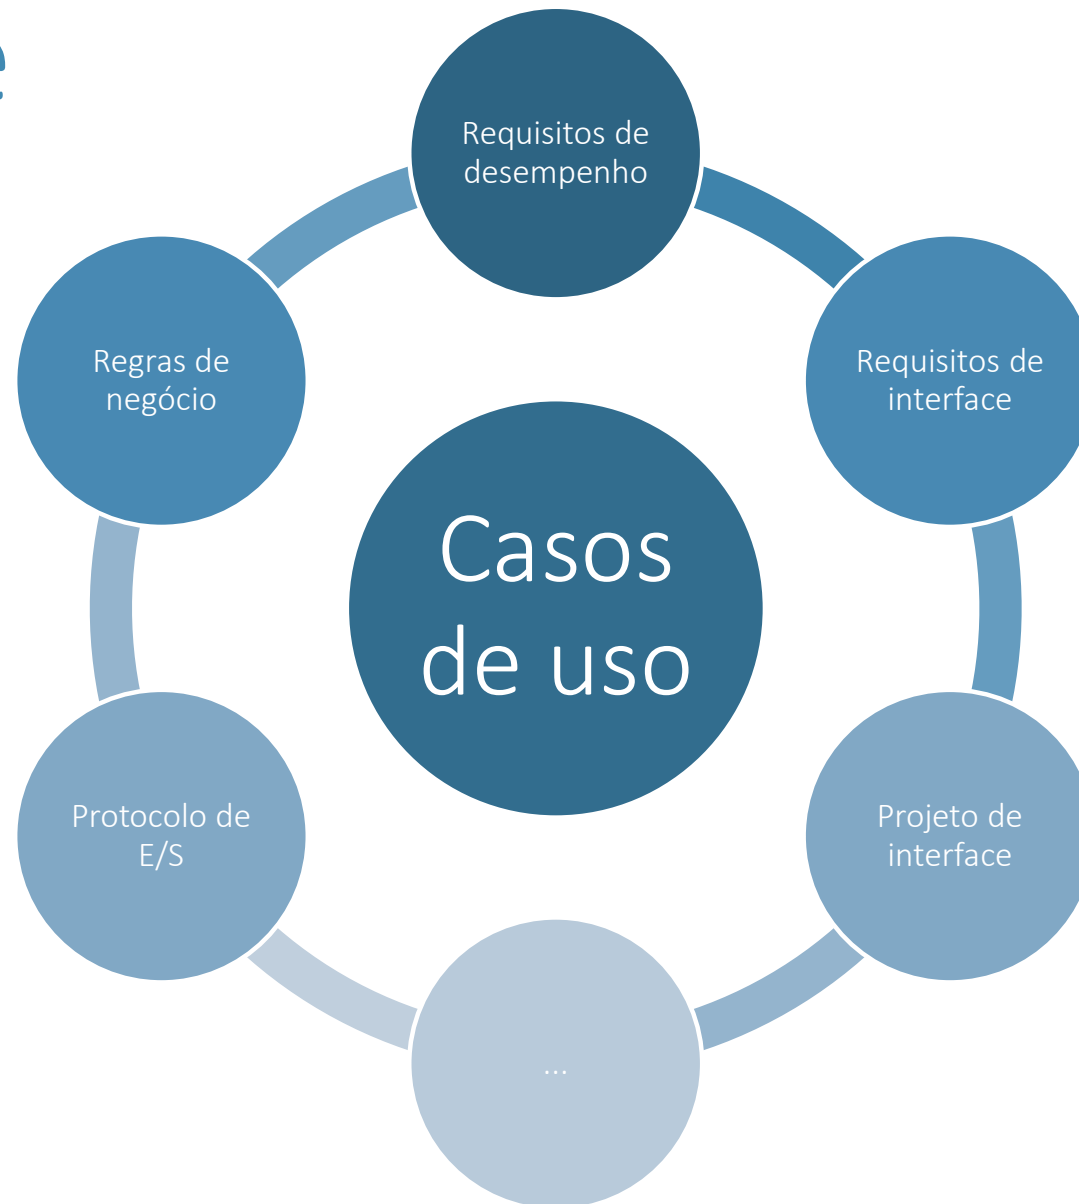 e
Requisitos de
desempenho
Regras de
negócio
Requisitos de
interface
Casos
de uso
Protocolo de
E/S
Projeto de
interface
...